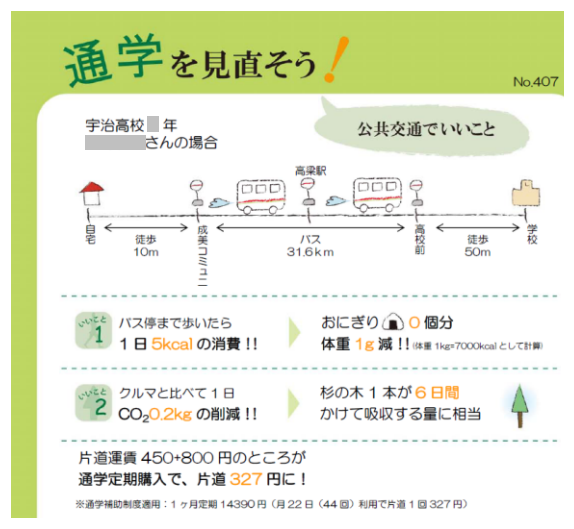 通学を見直そう!
No.407
宇治高校 年
さんの場合
公共交通でいいこと
高梁駅
自宅
徒歩
10m
成美コミュニ
バス
31.6km
高校前
徒歩
50m
学校
いいこと
1
バス停まで歩いたら
1日5kcalの消費!!
おにぎり 0個分
体重1g減!!(体重1kg=7000kcalとして計算)
いいこと
2
クルマと比べて1日
CO₂0.2kgの削減!!
杉の木1本が6日間
かけて吸収する量に相当
片道運賃450+800円のところが
通学定期購入で、片道327円に!
※通学補助制度適用:1ヶ月定期14390円(月22日(44回)利用で片道1回327円)